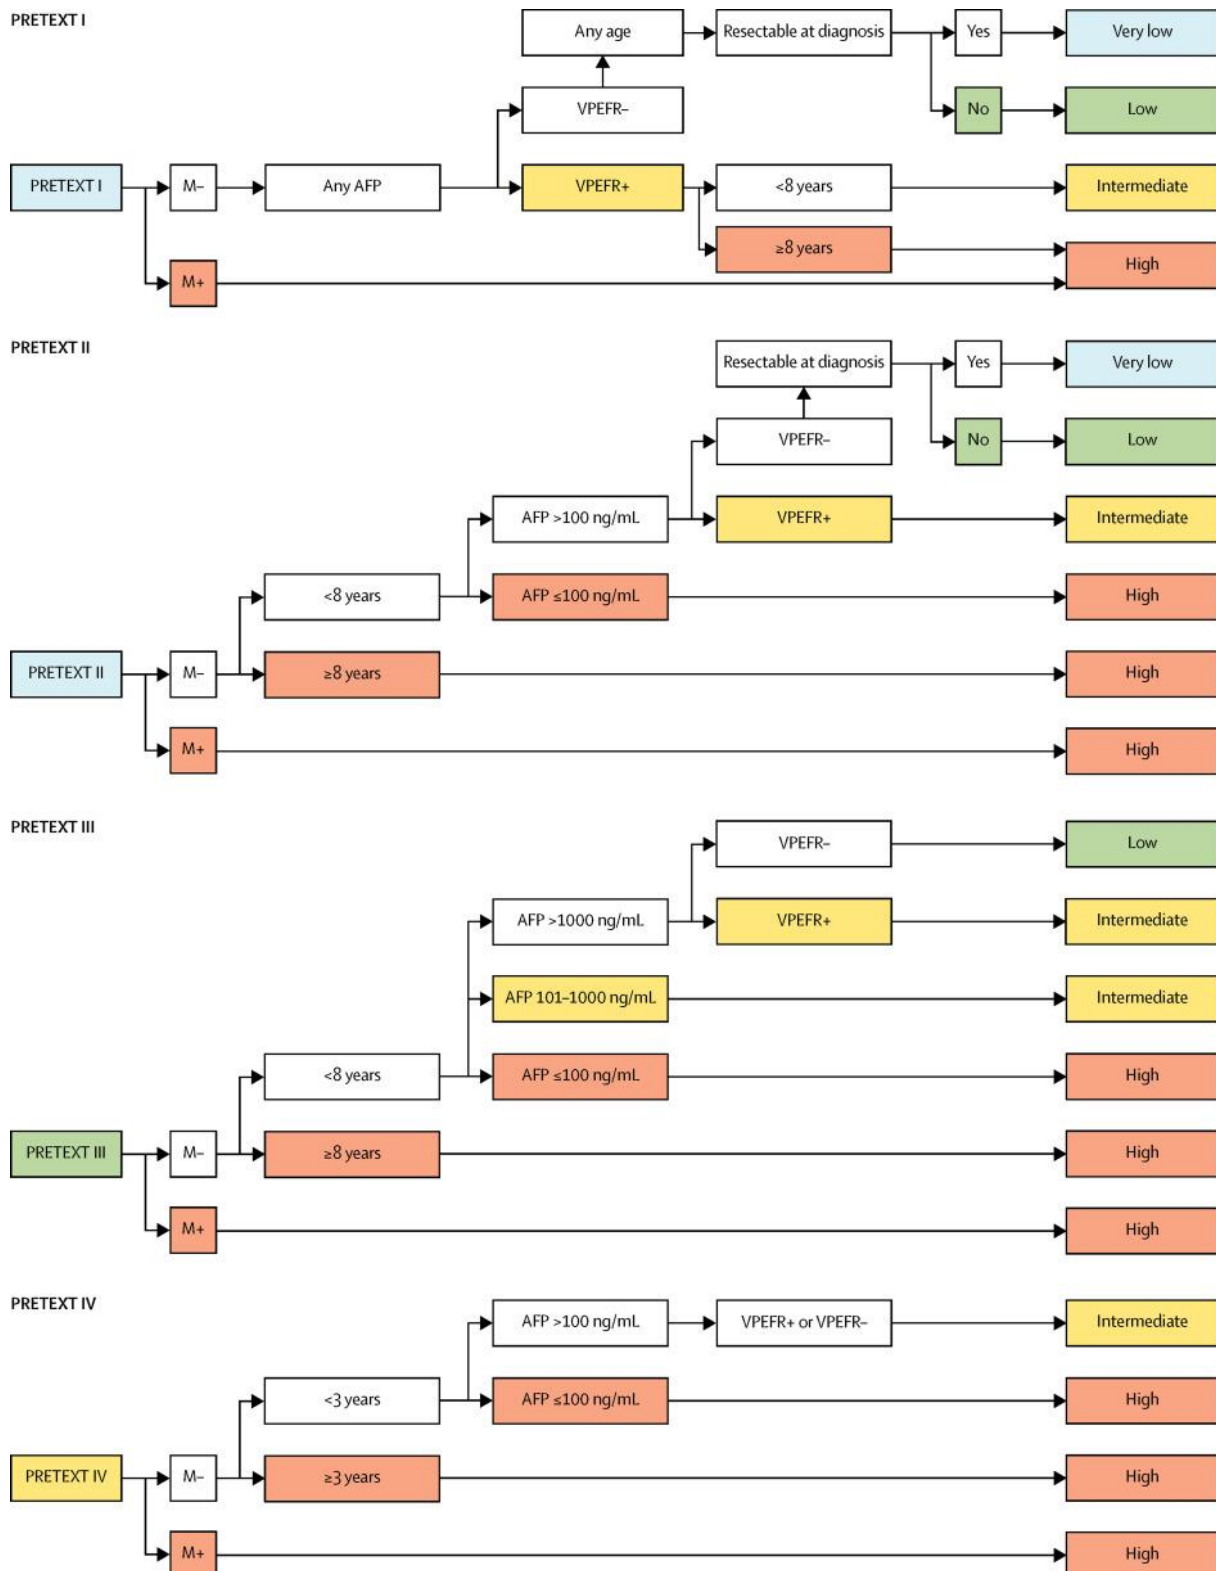 PRETEXT I
Any age
Resectable at diagnosis
Yes
Very low
VPEFR–
No
Low
PRETEXT I
M–
Any AFP
VPEFR+
<8 years
Intermediate
≥8 years
High
M+
PRETEXT II
Resectable at diagnosis
Yes
Very low
VPEFR–
No
Low
AFP >100 ng/mL
VPEFR+
Intermediate
<8 years
AFP ≤100 ng/mL
High
PRETEXT II
M–
≥8 years
High
M+
High
PRETEXT III
VPEFR–
Low
AFP >1000 ng/mL
VPEFR+
Intermediate
AFP 101–1000 ng/mL
Intermediate
<8 years
AFP ≤100 ng/mL
High
PRETEXT III
M–
≥8 years
High
M+
High
PRETEXT IV
AFP >100 ng/mL
VPEFR+ or VPEFR–
Intermediate
<3 years
AFP ≤100 ng/mL
High
PRETEXT IV
M–
≥3 years
High
M+
High